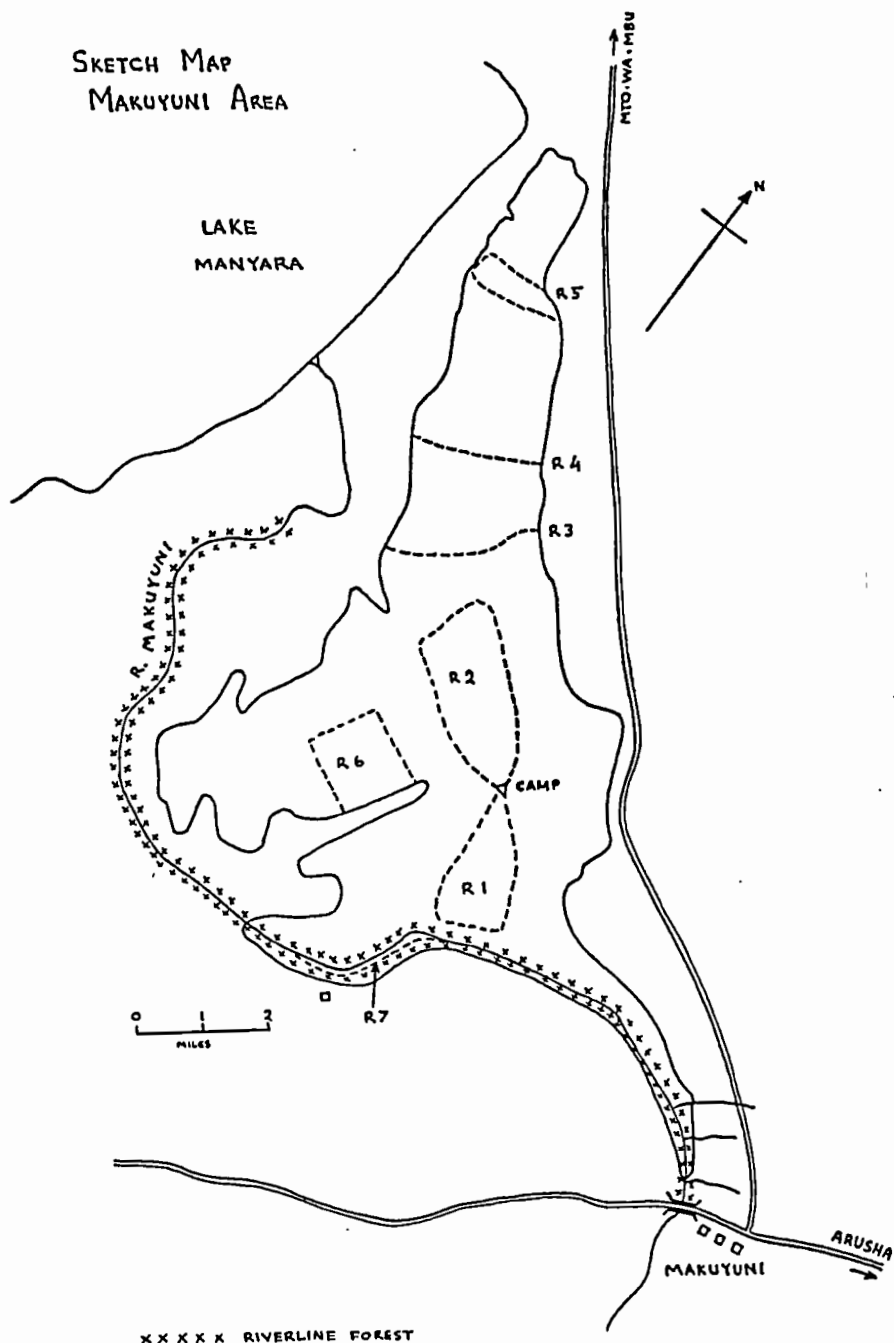 SKETCH MAP
MAKUYUNI AREA
MTO-WA-MBU
N
LAKE
MANYARA
R5
R4
R3
R. MAKUYUNI
R2
R6
CAMP
R1
R7
0 1 2
MILES
ARUSHA
MAKUYUNI
x x x x x RIVERLINE FOREST